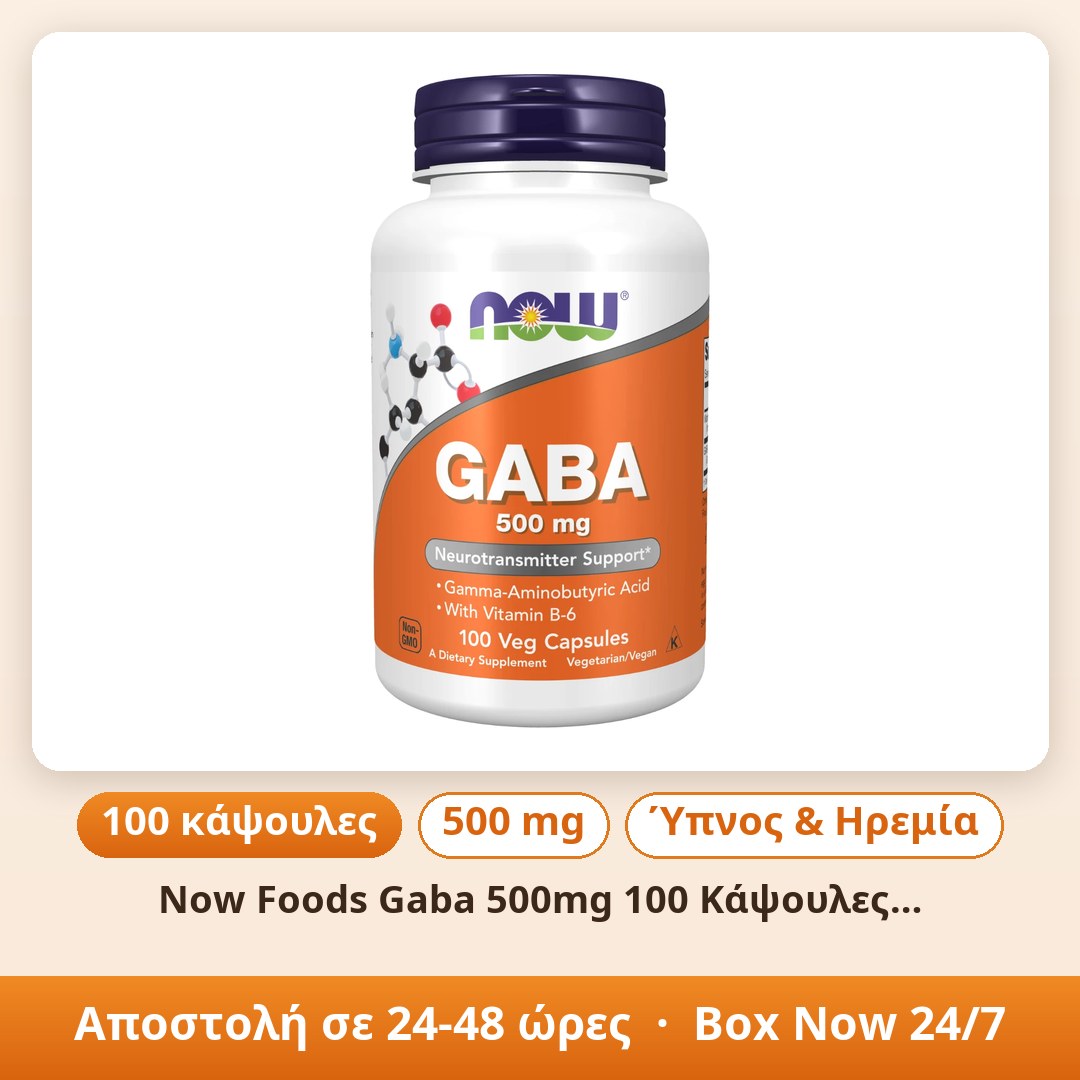 NOW®
GABA
500 mg
Neurotransmitter Support*
• Gamma-Aminobutyric Acid
• With Vitamin B-6
100 Veg Capsules
Non-
GMO
K
A Dietary Supplement Vegetarian/Vegan
100 κάψουλες
500 mg
Ύπνος & Ηρεμία
Now Foods Gaba 500mg 100 Κάψουλες...
Αποστολή σε 24-48 ώρες · Box Now 24/7